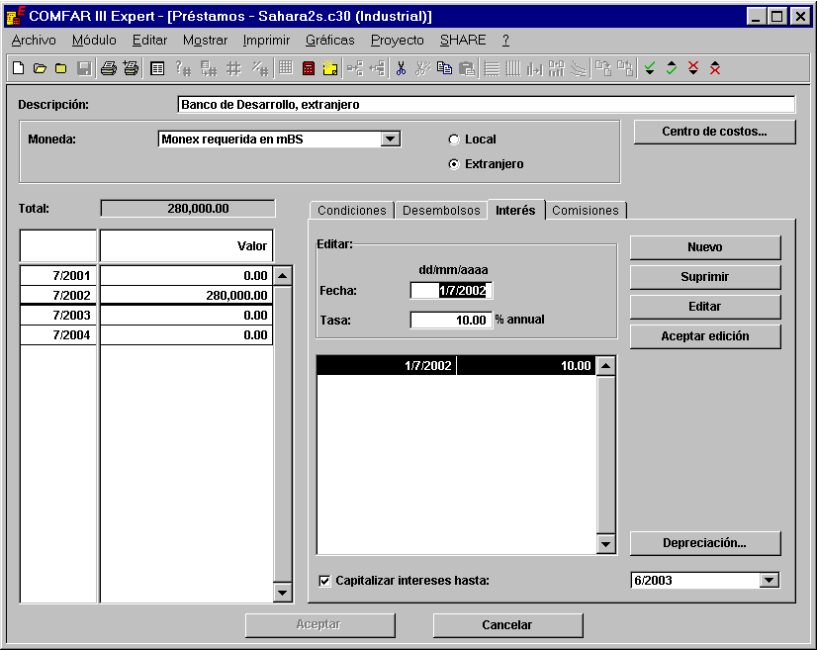 COMFAR III Expert - [Préstamos - Sahara2s.c30 (Industrial)]
Archivo Módulo Editar Mostrar Imprimir Gráficas Proyecto SHARE ?
Descripción: Banco de Desarrollo, extranjero
Moneda: Monex requerida en mBS Local Centro de costos...
Extranjero
Total: 280,000.00 Condiciones Desembolsos Interés Comisiones
Valor Editar: Nuevo
dd/mm/aaaa
7/2001 0.00 Fecha: 1/7/2002 Suprimir
7/2002 280,000.00 Editar
7/2003 0.00 Tasa: 10.00 % annual
7/2004 0.00 Aceptar edición
1/7/2002 10.00
Depreciación...
Capitalizar intereses hasta: 6/2003
Aceptar Cancelar